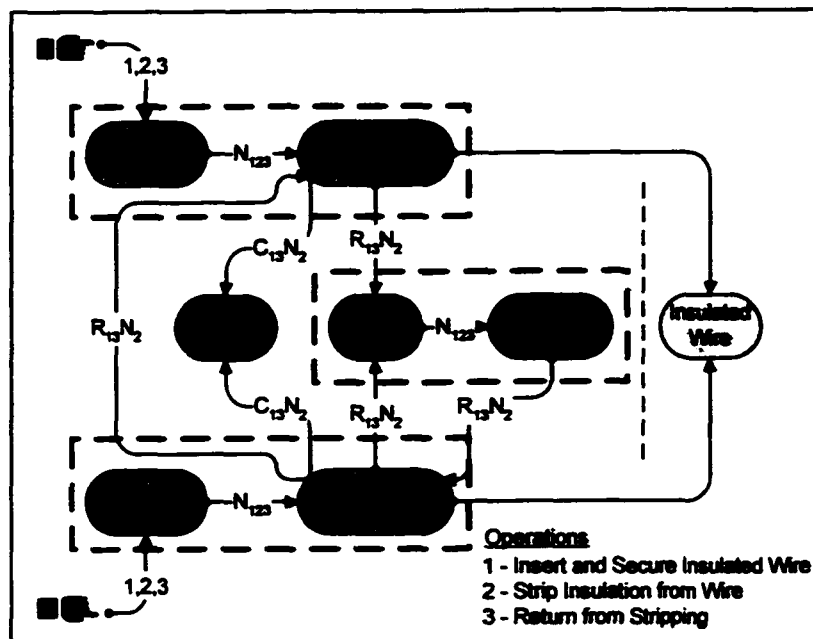 1,2,3
N₁₂₃
C₁₃N₂
R₁₃N₂
R₁₃N₂
N₁₂₃
Insulated
Wire
C₁₃N₂
R₁₃N₂
R₁₃N₂
N₁₂₃
1,2,3
Operations
1 - Insert and Secure Insulated Wire
2 - Strip Insulation from Wire
3 - Return from Stripping